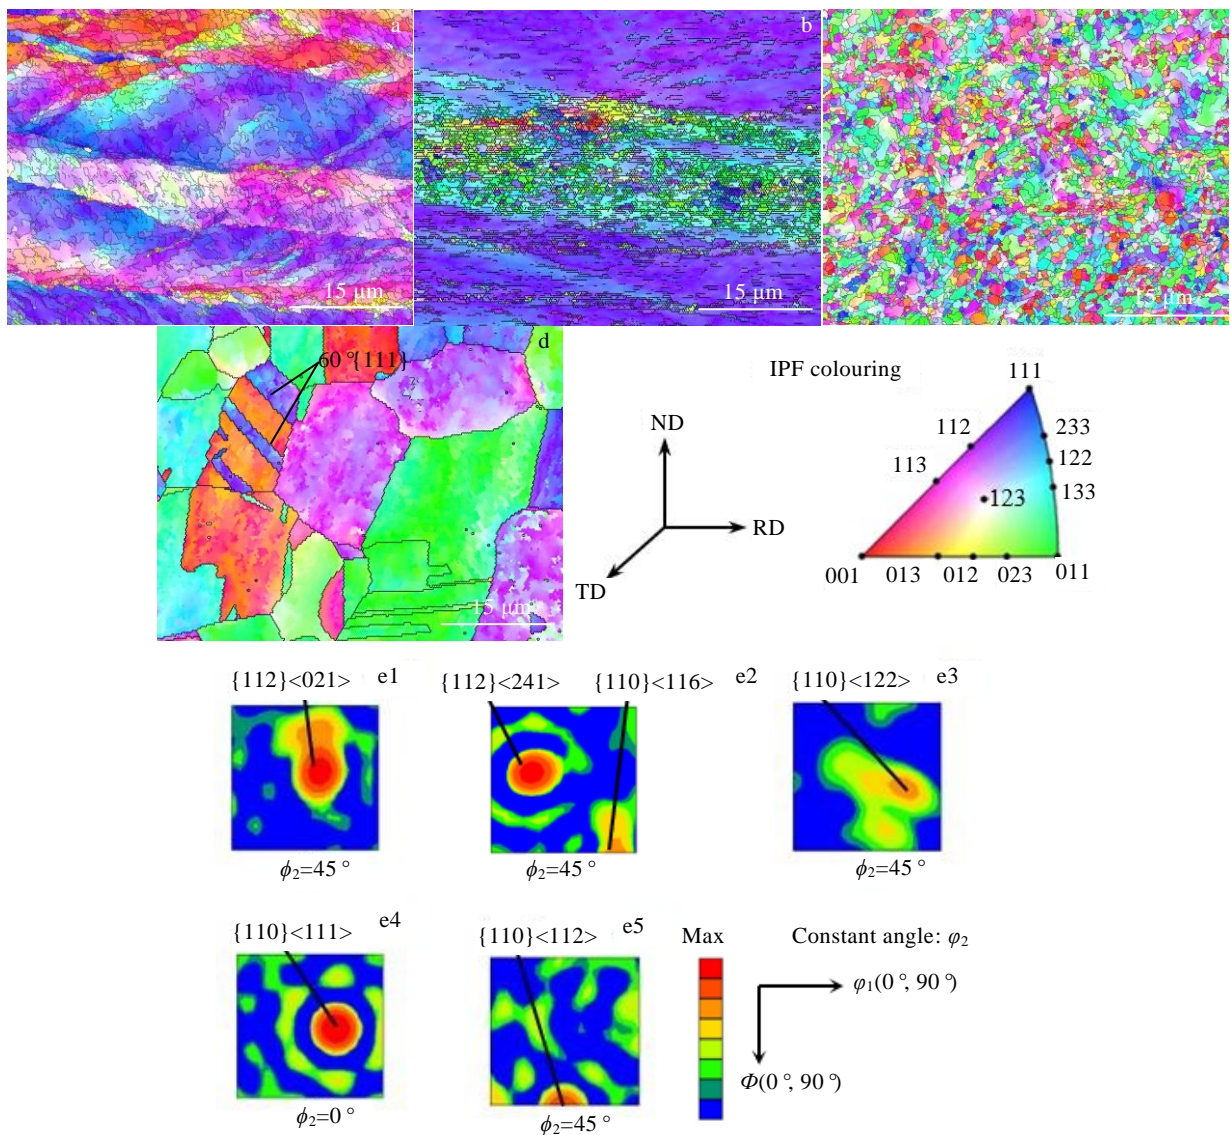 a
b
c
15 μm
15 μm
15 μm
60 °{111}
d
15 μm
ND
RD
TD
IPF colouring
111
112
233
113
122
123
133
001
013
012
023
011
{112}<021>
e1
ϕ2=45 °
{112}<241>
{110}<116>
e2
ϕ2=45 °
{110}<122>
e3
ϕ2=45 °
{110}<111>
e4
ϕ2=0 °
{110}<112>
e5
ϕ2=45 °
Max
Constant angle: φ2
φ1(0 °, 90 °)
Φ(0 °, 90 °)